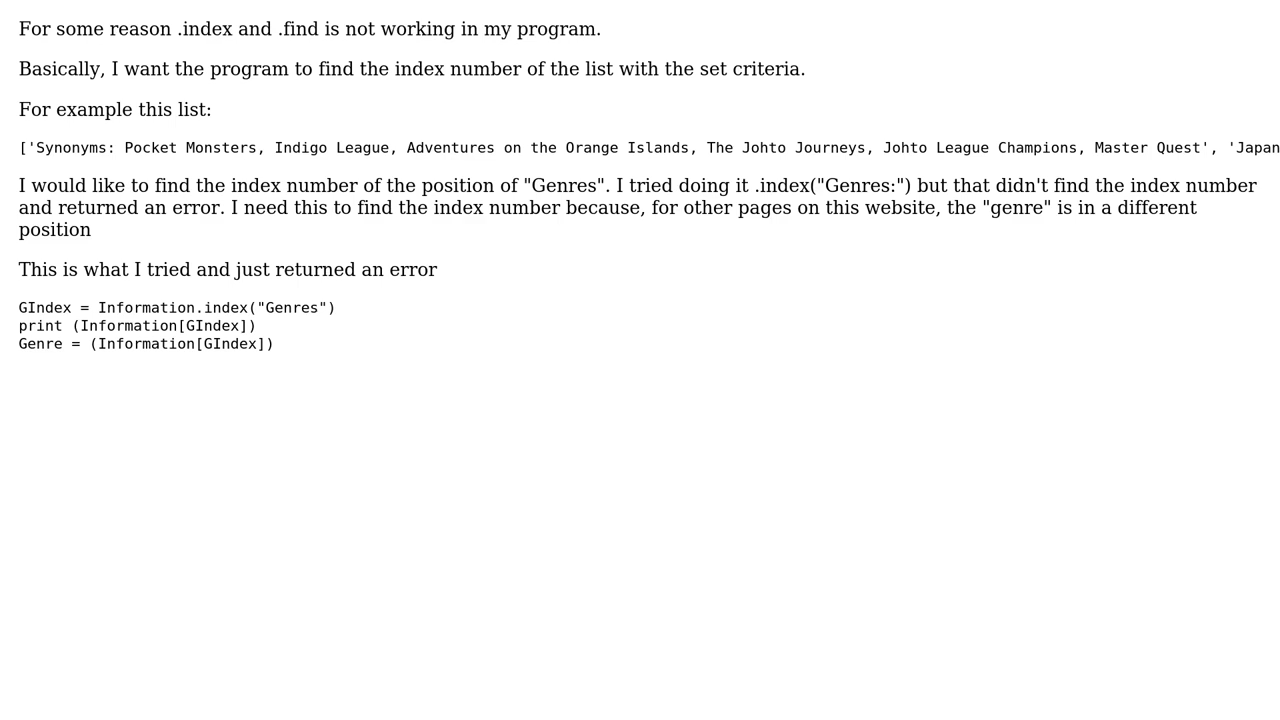 For some reason .index and .find is not working in my program.
Basically, I want the program to find the index number of the list with the set criteria.
For example this list:
['Synonyms: Pocket Monsters, Indigo League, Adventures on the Orange Islands, The Johto Journeys, Johto League Champions, Master Quest', 'Japan
I would like to find the index number of the position of "Genres". I tried doing it .index("Genres:") but that didn't find the index number
and returned an error. I need this to find the index number because, for other pages on this website, the "genre" is in a different
position
This is what I tried and just returned an error
GIndex = Information.index("Genres")
print (Information[GIndex])
Genre = (Information[GIndex])